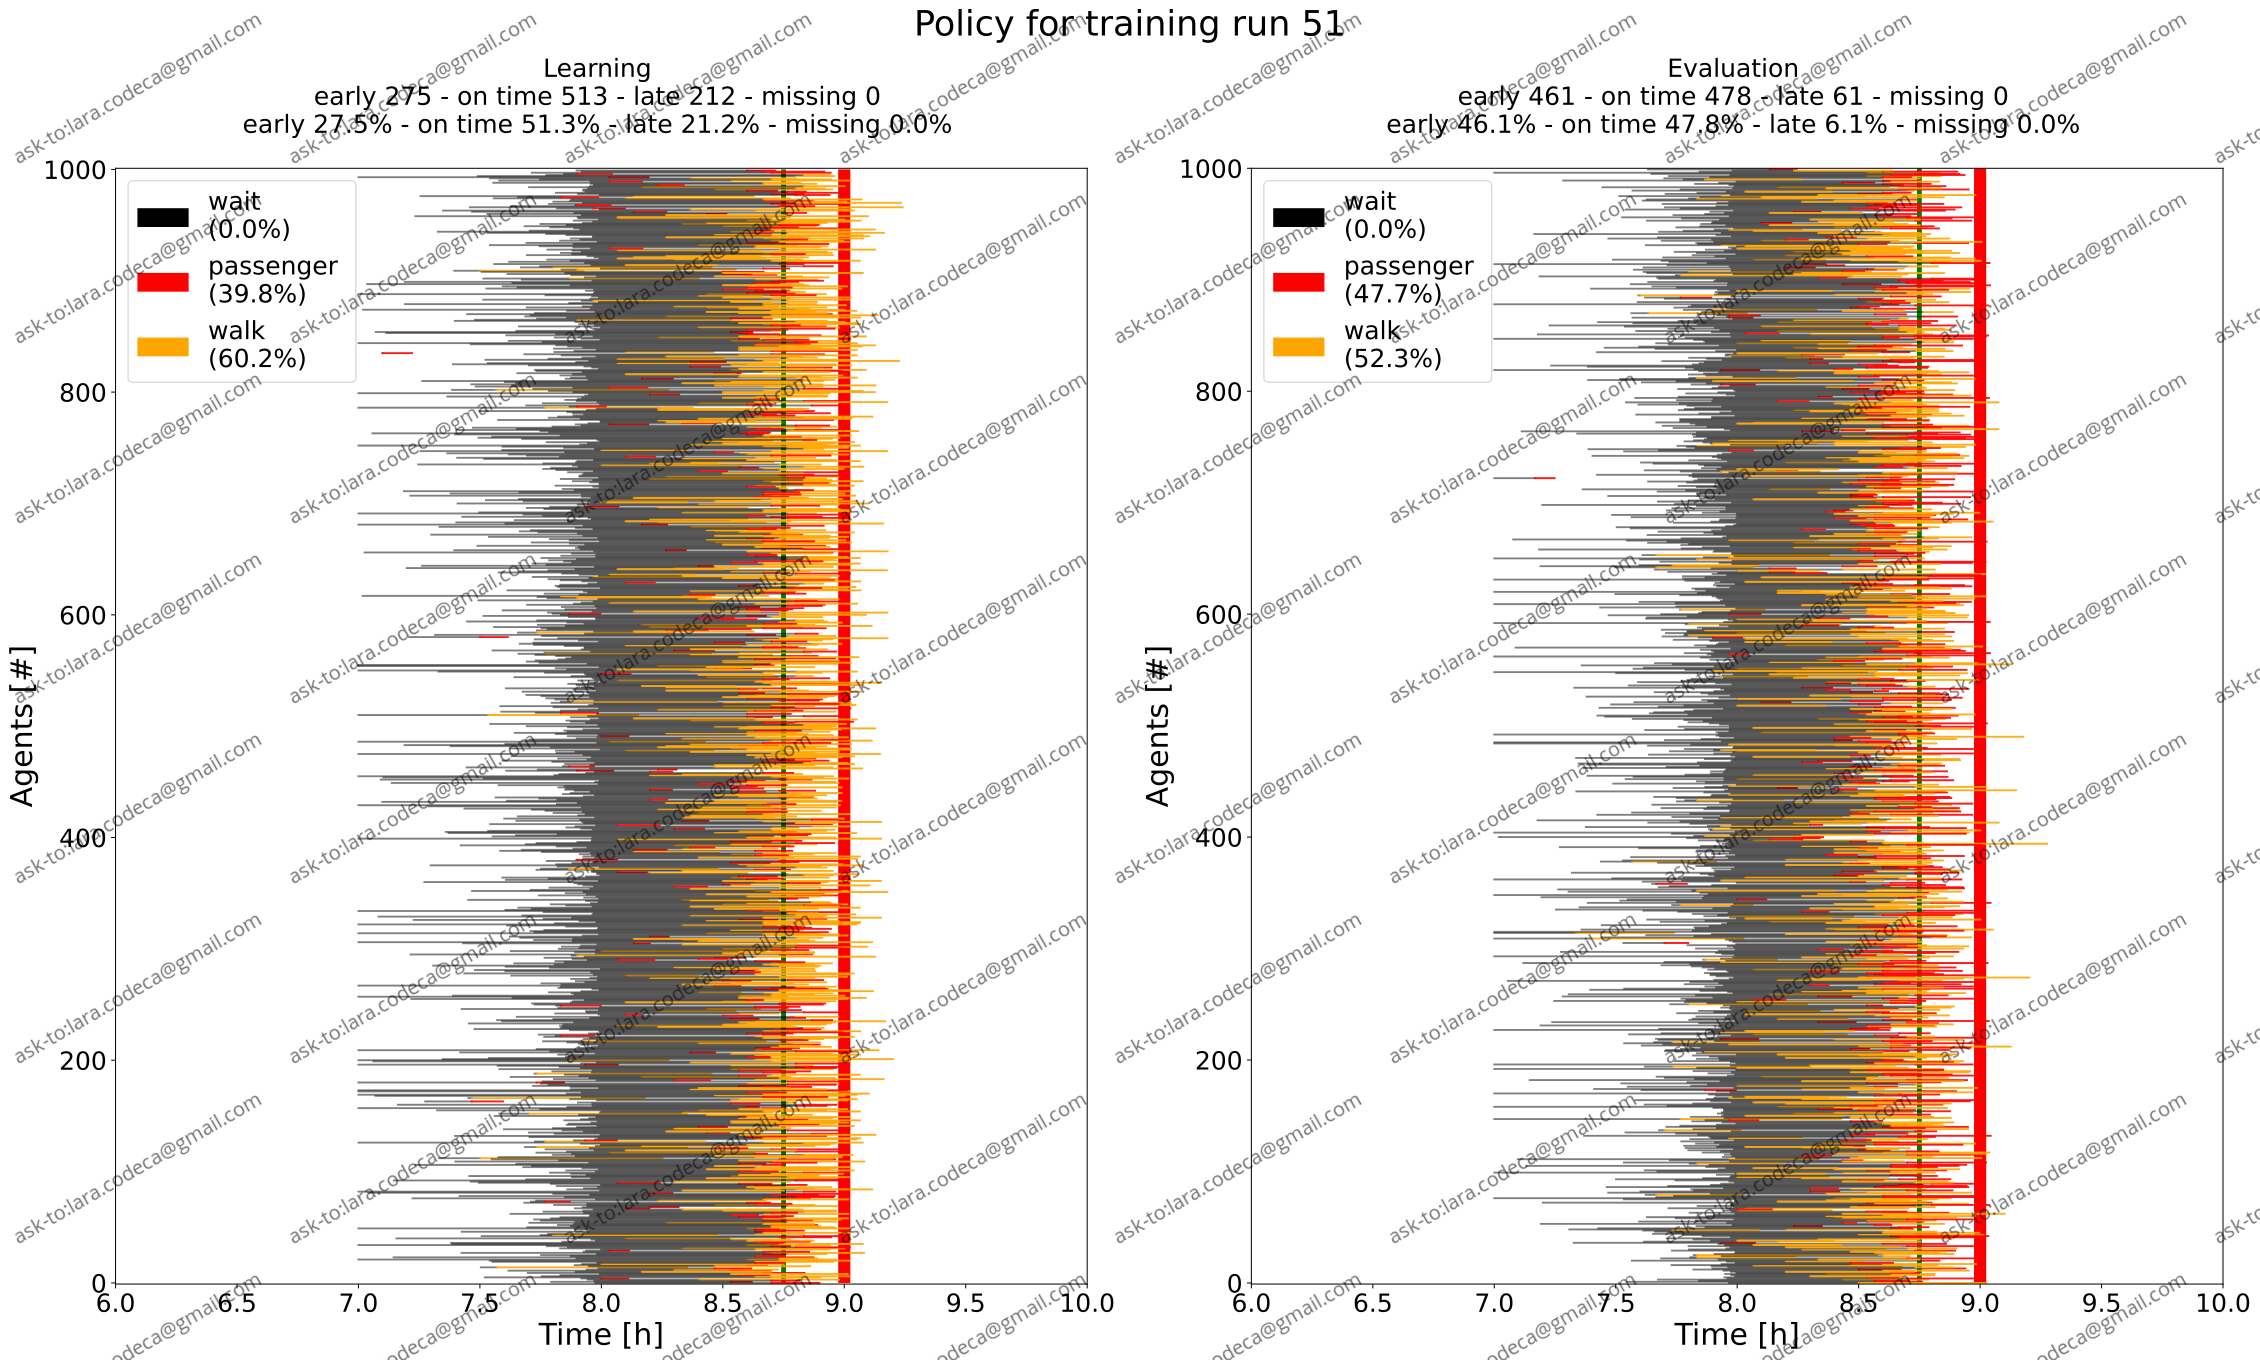 Policy for training run 51
Learning
early 275 - on time 513 - late 212 - missing 0
early 27.5% - on time 51.3% - late 21.2% - missing 0.0%
Evaluation
early 461 - on time 478 - late 61 - missing 0
early 46.1% - on time 47.8% - late 6.1% - missing 0.0%
wait
(0.0%)
passenger
(39.8%)
walk
(60.2%)
Agents [#]
1000
800
600
400
200
0
6.0 6.5 7.0 7.5 8.0 8.5 9.0 9.5 10.0
Time [h]
wait
(0.0%)
passenger
(47.7%)
walk
(52.3%)
Agents [#]
1000
800
600
400
200
0
6.0 6.5 7.0 7.5 8.0 8.5 9.0 9.5 10.0
Time [h]
ask-to:lara.codeca@gmail.com